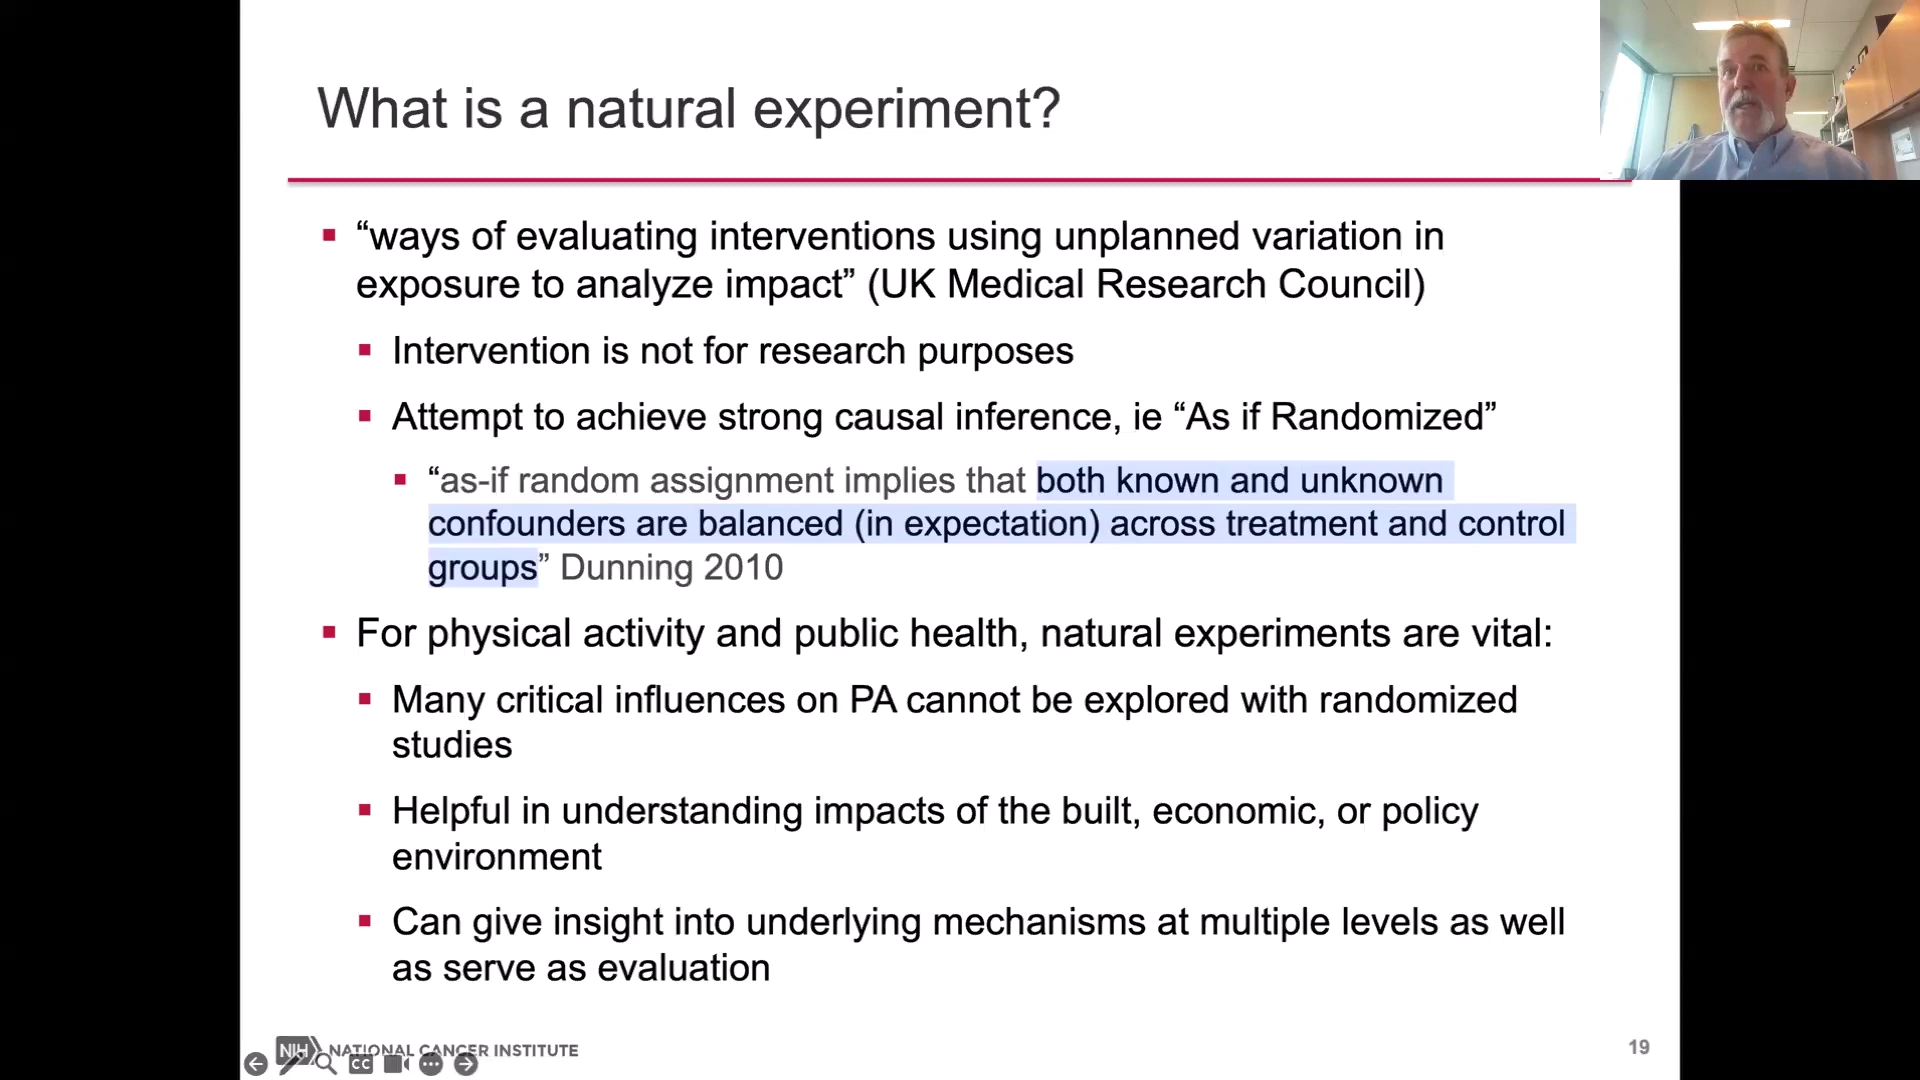 What is a natural experiment?
“ways of evaluating interventions using unplanned variation in
exposure to analyze impact” (UK Medical Research Council)
Intervention is not for research purposes
Attempt to achieve strong causal inference, ie “As if Randomized”
“as-if random assignment implies that both known and unknown
confounders are balanced (in expectation) across treatment and control
groups” Dunning 2010
For physical activity and public health, natural experiments are vital:
Many critical influences on PA cannot be explored with randomized
studies
Helpful in understanding impacts of the built, economic, or policy
environment
Can give insight into underlying mechanisms at multiple levels as well
as serve as evaluation
NIH NATIONAL CANCER INSTITUTE
CC
19